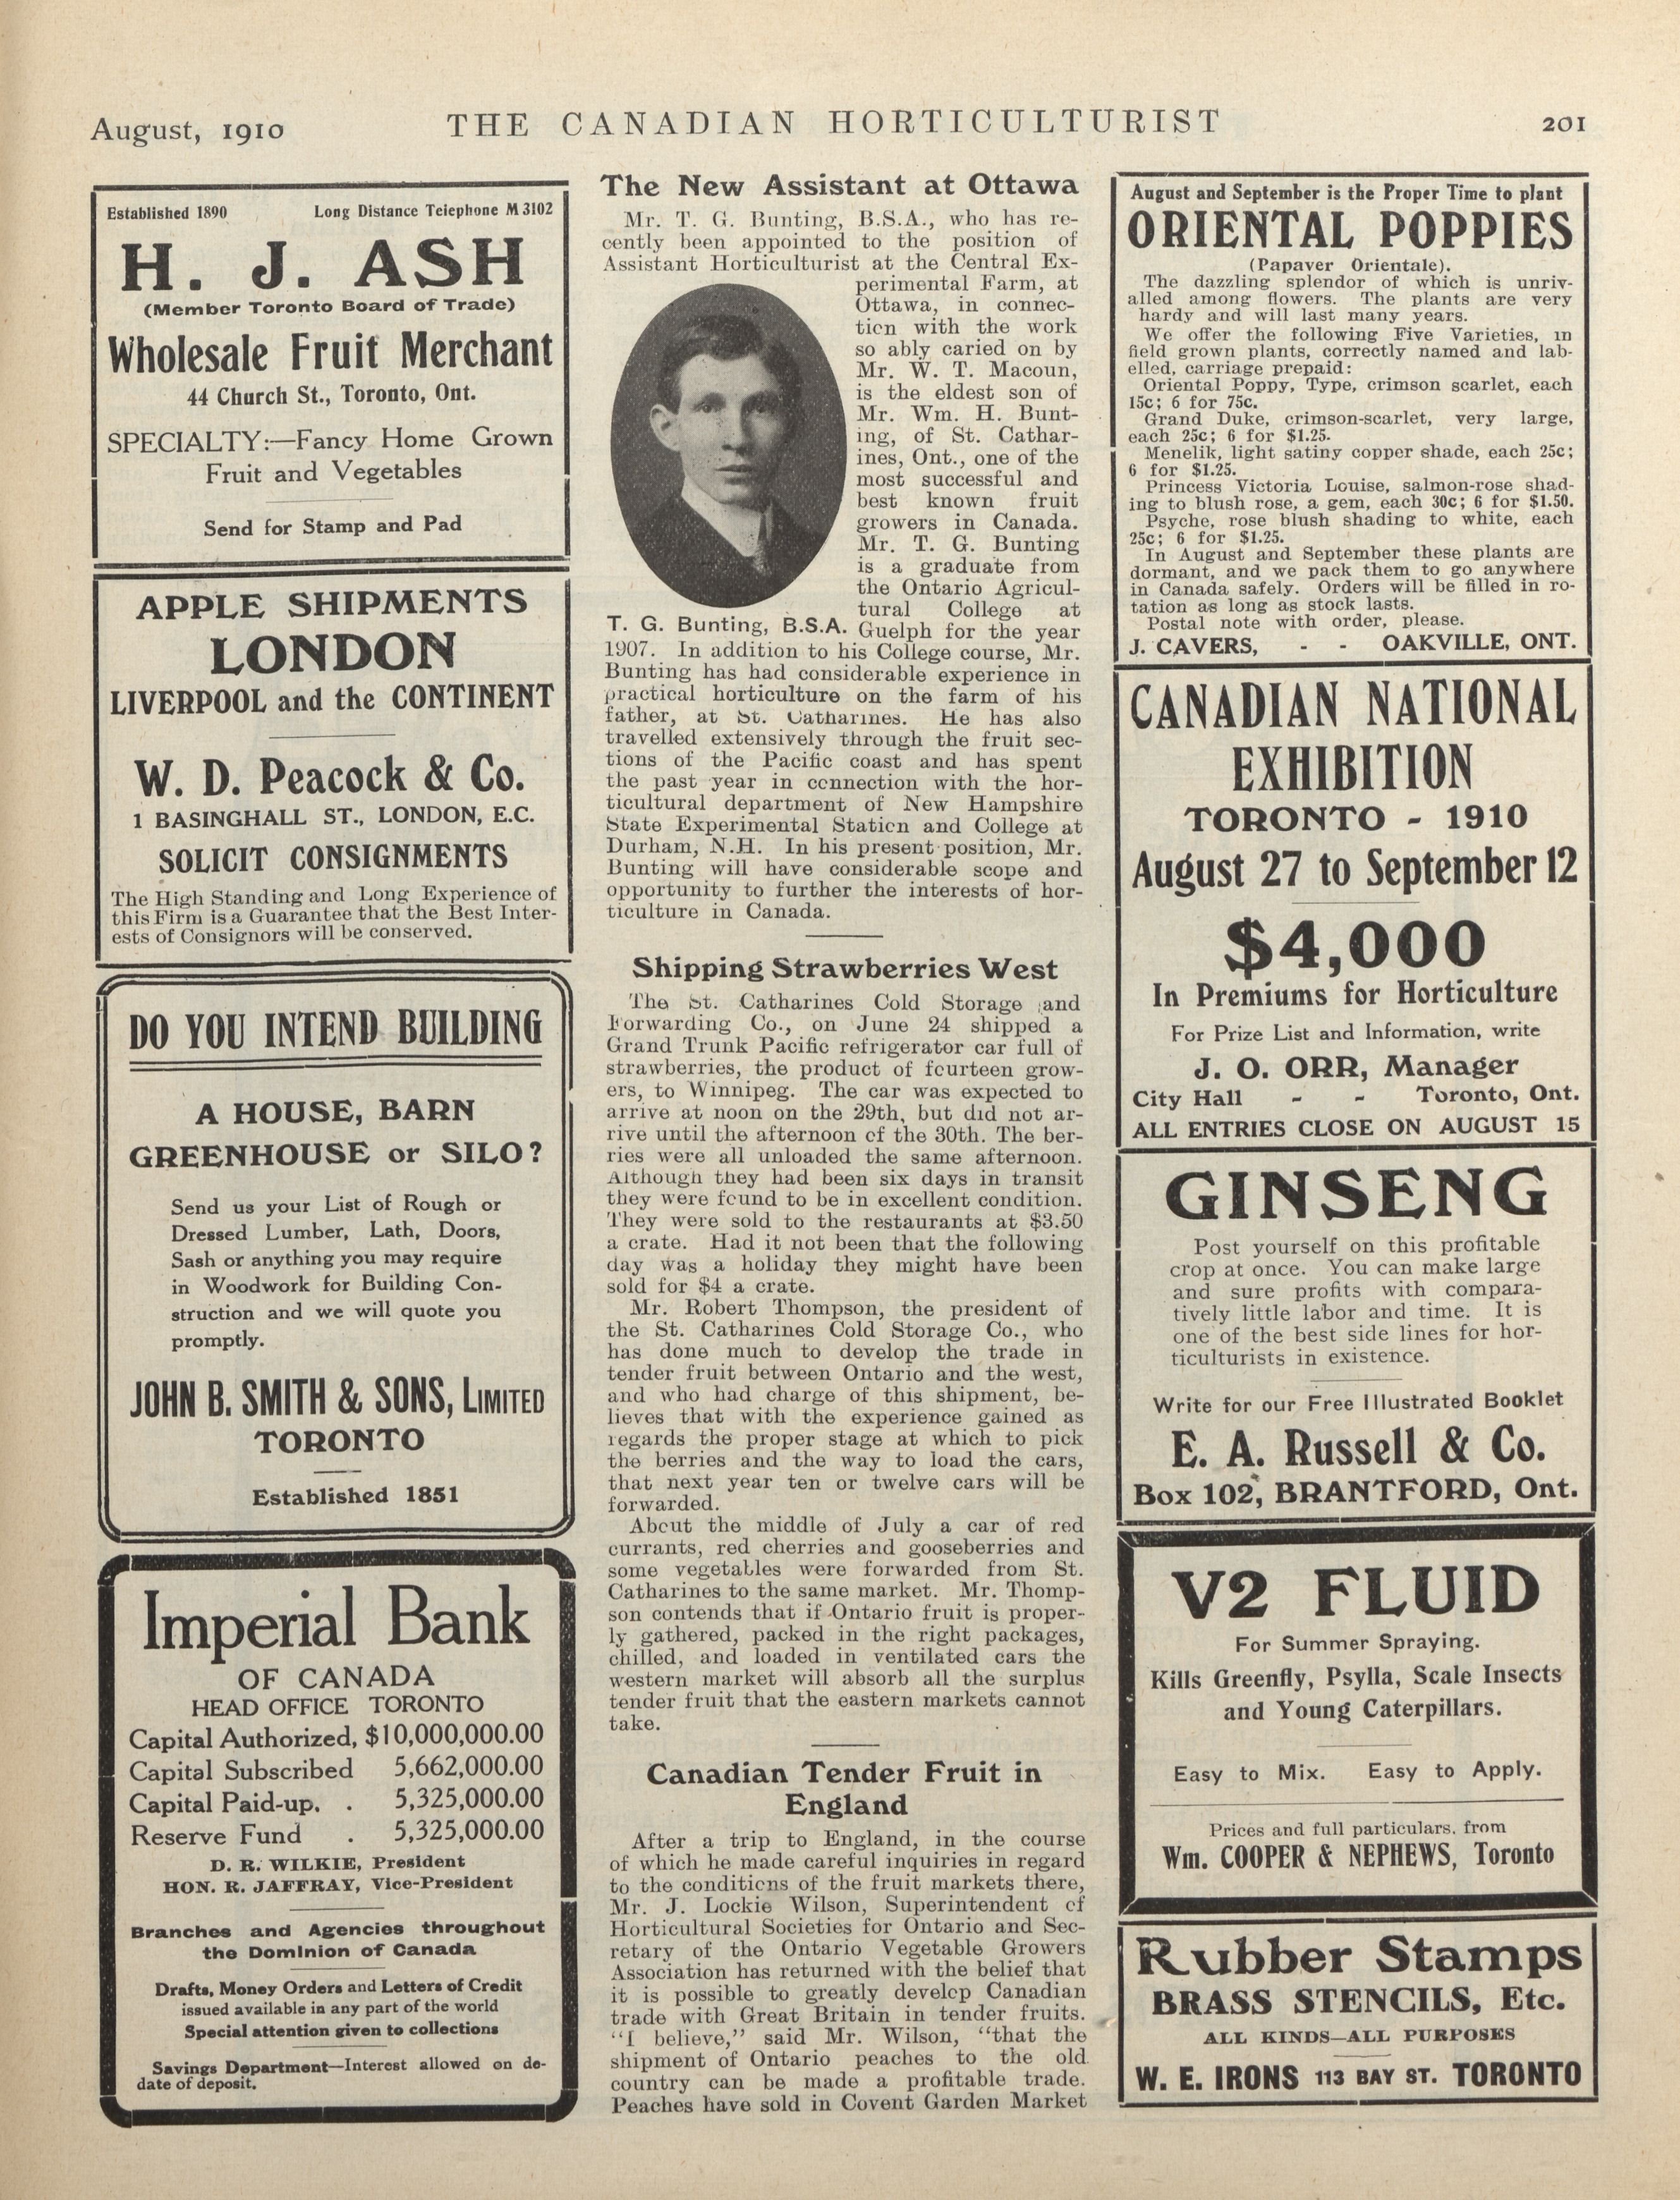 August, 1910
THE CANADIAN HORTICULTURIST
201
Established 1890 Long Distance Telephone M 3102
H. J. ASH
(Member Toronto Board of Trade)
Wholesale Fruit Merchant
44 Church St., Toronto, Ont.
SPECIALTY:—Fancy Home Grown
Fruit and Vegetables
Send for Stamp and Pad
APPLE SHIPMENTS
LONDON
LIVERPOOL and the CONTINENT
W. D. Peacock & Co.
1 BASINGHALL ST., LONDON, E.C.
SOLICIT CONSIGNMENTS
The High Standing and Long Experience of
this Firm is a Guarantee that the Best Inter-
ests of Consignors will be conserved.
DO YOU INTEND BUILDING
A HOUSE, BARN
GREENHOUSE or SILO?
Send us your List of Rough or
Dressed Lumber, Lath, Doors,
Sash or anything you may require
in Woodwork for Building Con-
struction and we will quote you
promptly.
JOHN B. SMITH & SONS, LIMITED
TORONTO
Established 1851
Imperial Bank
OF CANADA
HEAD OFFICE TORONTO
Capital Authorized, $10,000,000.00
Capital Subscribed 5,662,000.00
Capital Paid-up. . 5,325,000.00
Reserve Fund . 5,325,000.00
D. R. WILKIE, President
HON. R. JAFFRAY, Vice-President
Branches and Agencies throughout
the Dominion of Canada
Drafts, Money Orders and Letters of Credit
issued available in any part of the world
Special attention given to collections
Savings Department—Interest allowed on de-
date of deposit.
The New Assistant at Ottawa
Mr. T. G. Bunting, B.S.A., who has re-
cently been appointed to the position of
Assistant Horticulturist at the Central Ex-
perimental Farm, at
Ottawa, in connec-
tion with the work
so ably caried on by
Mr. W. T. Macoun,
is the eldest son of
Mr. Wm. H. Bunt-
ing, of St. Cathar-
ines, Ont., one of the
most successful and
best known fruit
growers in Canada.
Mr. T. G. Bunting
is a graduate from
the Ontario Agricul-
tural College at
T. G. Bunting, B.S.A.
Guelph for the year
1907. In addition to his College course, Mr.
Bunting has had considerable experience in
practical horticulture on the farm of his
father, at St. Catharines. He has also
travelled extensively through the fruit sec-
tions of the Pacific coast and has spent
the past year in connection with the hor-
ticultural department of New Hampshire
State Experimental Station and College at
Durham, N.H. In his present position, Mr.
Bunting will have considerable scope and
opportunity to further the interests of hor-
ticulture in Canada.
Shipping Strawberries West
The St. Catharines Cold Storage and
Forwarding Co., on June 24 shipped a
Grand Trunk Pacific refrigerator car full of
strawberries, the product of fourteen grow-
ers, to Winnipeg. The car was expected to
arrive at noon on the 29th, but did not ar-
rive until the afternoon of the 30th. The ber-
ries were all unloaded the same afternoon.
Although they had been six days in transit
they were found to be in excellent condition.
They were sold to the restaurants at $3.50
a crate. Had it not been that the following
day was a holiday they might have been
sold for $4 a crate.
Mr. Robert Thompson, the president of
the St. Catharines Cold Storage Co., who
has done much to develop the trade in
tender fruit between Ontario and the west,
and who had charge of this shipment, be-
lieves that with the experience gained as
regards the proper stage at which to pick
the berries and the way to load the cars,
that next year ten or twelve cars will be
forwarded.
About the middle of July a car of red
currants, red cherries and gooseberries and
some vegetables were forwarded from St.
Catharines to the same market. Mr. Thomp-
son contends that if Ontario fruit is proper-
ly gathered, packed in the right packages,
chilled, and loaded in ventilated cars the
western market will absorb all the surplus
tender fruit that the eastern markets cannot
take.
Canadian Tender Fruit in
England
After a trip to England, in the course
of which he made careful inquiries in regard
to the conditions of the fruit markets there,
Mr. J. Lockie Wilson, Superintendent of
Horticultural Societies for Ontario and Sec-
retary of the Ontario Vegetable Growers
Association has returned with the belief that
it is possible to greatly develop Canadian
trade with Great Britain in tender fruits.
"I believe," said Mr. Wilson, "that the
shipment of Ontario peaches to the old
country can be made a profitable trade.
Peaches have sold in Covent Garden Market
August and September is the Proper Time to plant
ORIENTAL POPPIES
(Papaver Orientale).
The dazzling splendor of which is unriv-
alled among flowers. The plants are very
hardy and will last many years.
We offer the following Five Varieties, in
field grown plants, correctly named and lab-
elled, carriage prepaid:
Oriental Poppy, Type, crimson scarlet, each
15c; 6 for 75c.
Grand Duke, crimson-scarlet, very large,
each 25c; 6 for $1.25.
Menelik, light satiny copper shade, each 25c;
6 for $1.25.
Princess Victoria Louise, salmon-rose shad-
ing to blush rose, a gem, each 30c; 6 for $1.50.
Psyche, rose blush shading to white, each
25c; 6 for $1.25.
In August and September these plants are
dormant, and we pack them to go anywhere
in Canada safely. Orders will be filled in ro-
tation as long as stock lasts.
Postal note with order, please.
J. CAVERS, - - OAKVILLE, ONT.
CANADIAN NATIONAL
EXHIBITION
TORONTO - 1910
August 27 to September 12
$4,000
In Premiums for Horticulture
For Prize List and Information, write
J. O. ORR, Manager
City Hall - - Toronto, Ont.
ALL ENTRIES CLOSE ON AUGUST 15
GINSENG
Post yourself on this profitable
crop at once. You can make large
and sure profits with compara-
tively little labor and time. It is
one of the best side lines for hor-
ticulturists in existence.
Write for our Free Illustrated Booklet
E. A. Russell & Co.
Box 102, BRANTFORD, Ont.
V2 FLUID
For Summer Spraying.
Kills Greenfly, Psylla, Scale Insects
and Young Caterpillars.
Easy to Mix. Easy to Apply.
Prices and full particulars. from
Wm. COOPER & NEPHEWS, Toronto
Rubber Stamps
BRASS STENCILS, Etc.
ALL KINDS—ALL PURPOSES
W. E. IRONS 113 BAY ST. TORONTO